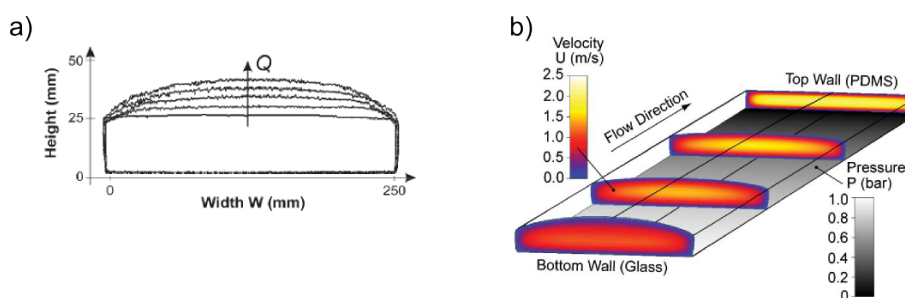 a)
50
25
0
Height (mm)
Q
0
250
Width W (mm)
b)
Velocity
U (m/s)
2.5
2.0
1.5
1.0
0.5
0.0
Flow Direction
Top Wall (PDMS)
Pressure
P (bar)
1.0
0.8
0.6
0.4
0.2
0
Bottom Wall (Glass)